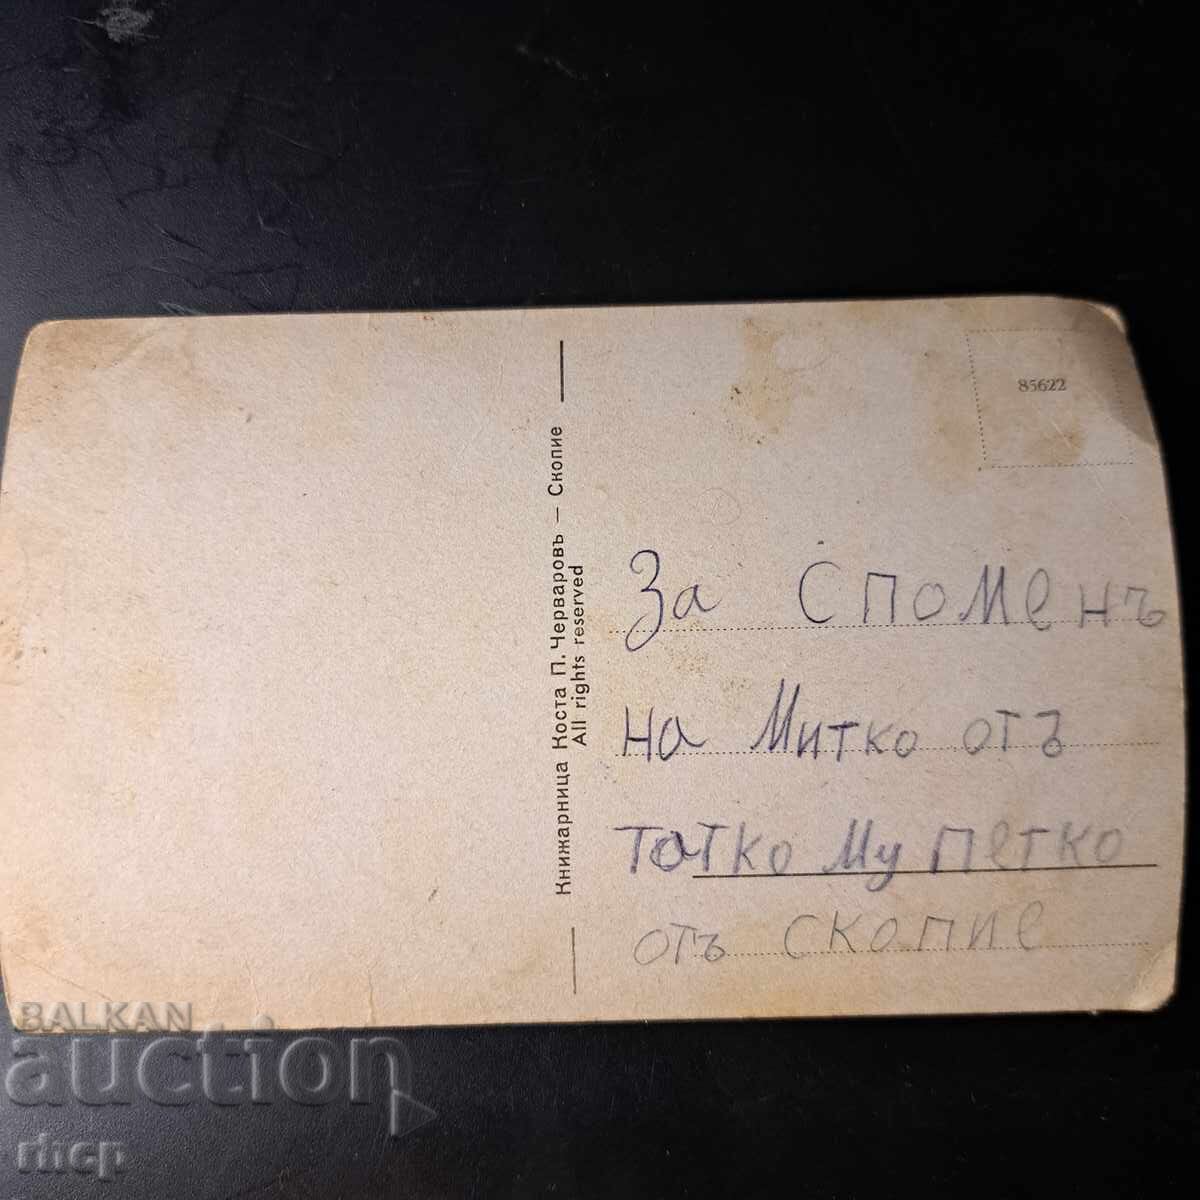 85622
Книжарница Коста П. Черваровъ — Скопие
All rights reserved
За споменъ
на Митко отъ
татко му Петко
отъ скопие
BALKAN
auction
rhcp